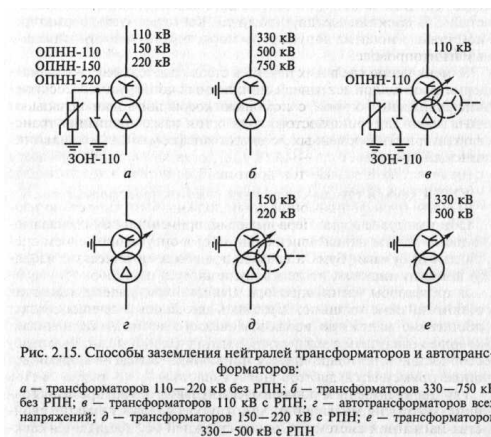 ОПНН-110
ОПНН-150
ОПНН-220
110 кВ
150 кВ
220 кВ
ЗОН-110
а
330 кВ
500 кВ
750 кВ
б
110 кВ
ОПНН-110
ЗОН-110
в
г
150 кВ
220 кВ
д
330 кВ
500 кВ
е
Рис. 2.15. Способы заземления нейтралей трансформаторов и автотранс-
форматоров:
а — трансформаторов 110—220 кВ без РПН; б — трансформаторов 330—750 кВ
без РПН; в — трансформаторов 110 кВ с РПН; г — автотрансформаторов всех
напряжений; д — трансформаторов 150—220 кВ с РПН; е — трансформаторов
330—500 кВ с РПН